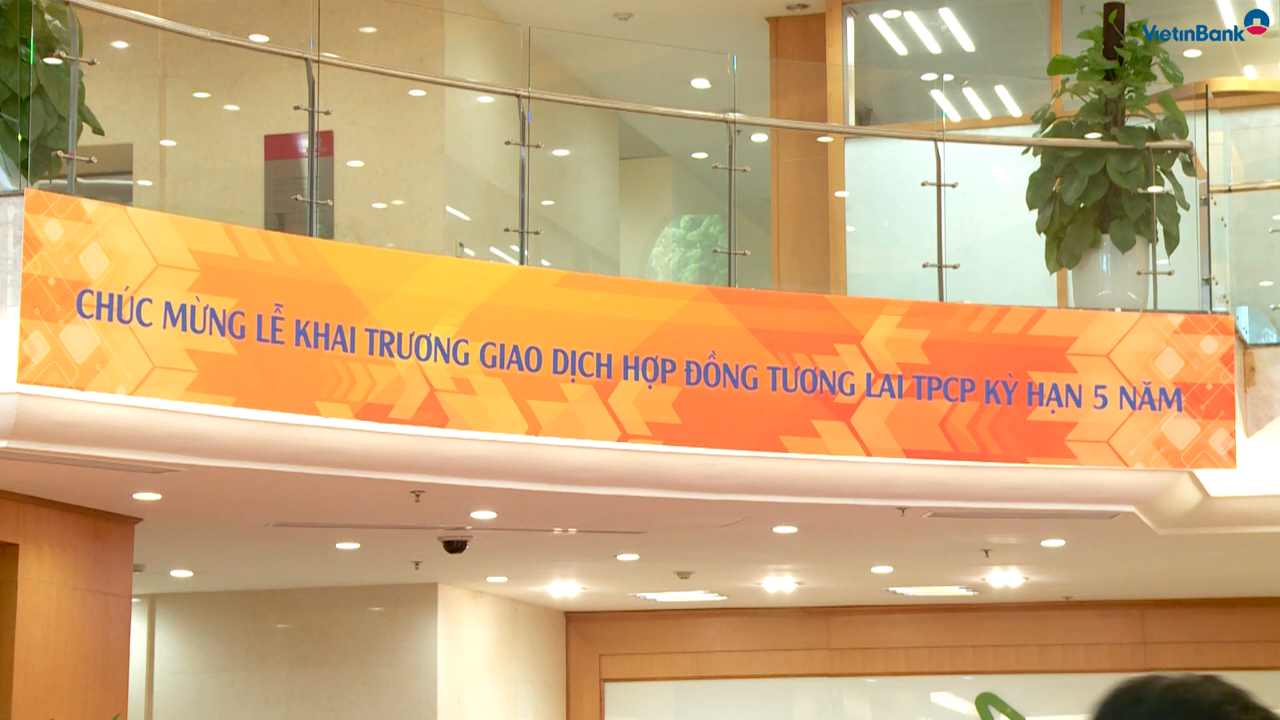 VietinBank
CHÚC MỪNG LỄ KHAI TRƯƠNG GIAO DỊCH HỢP ĐỒNG TƯƠNG LAI TPCP KỲ HẠN 5 NĂM